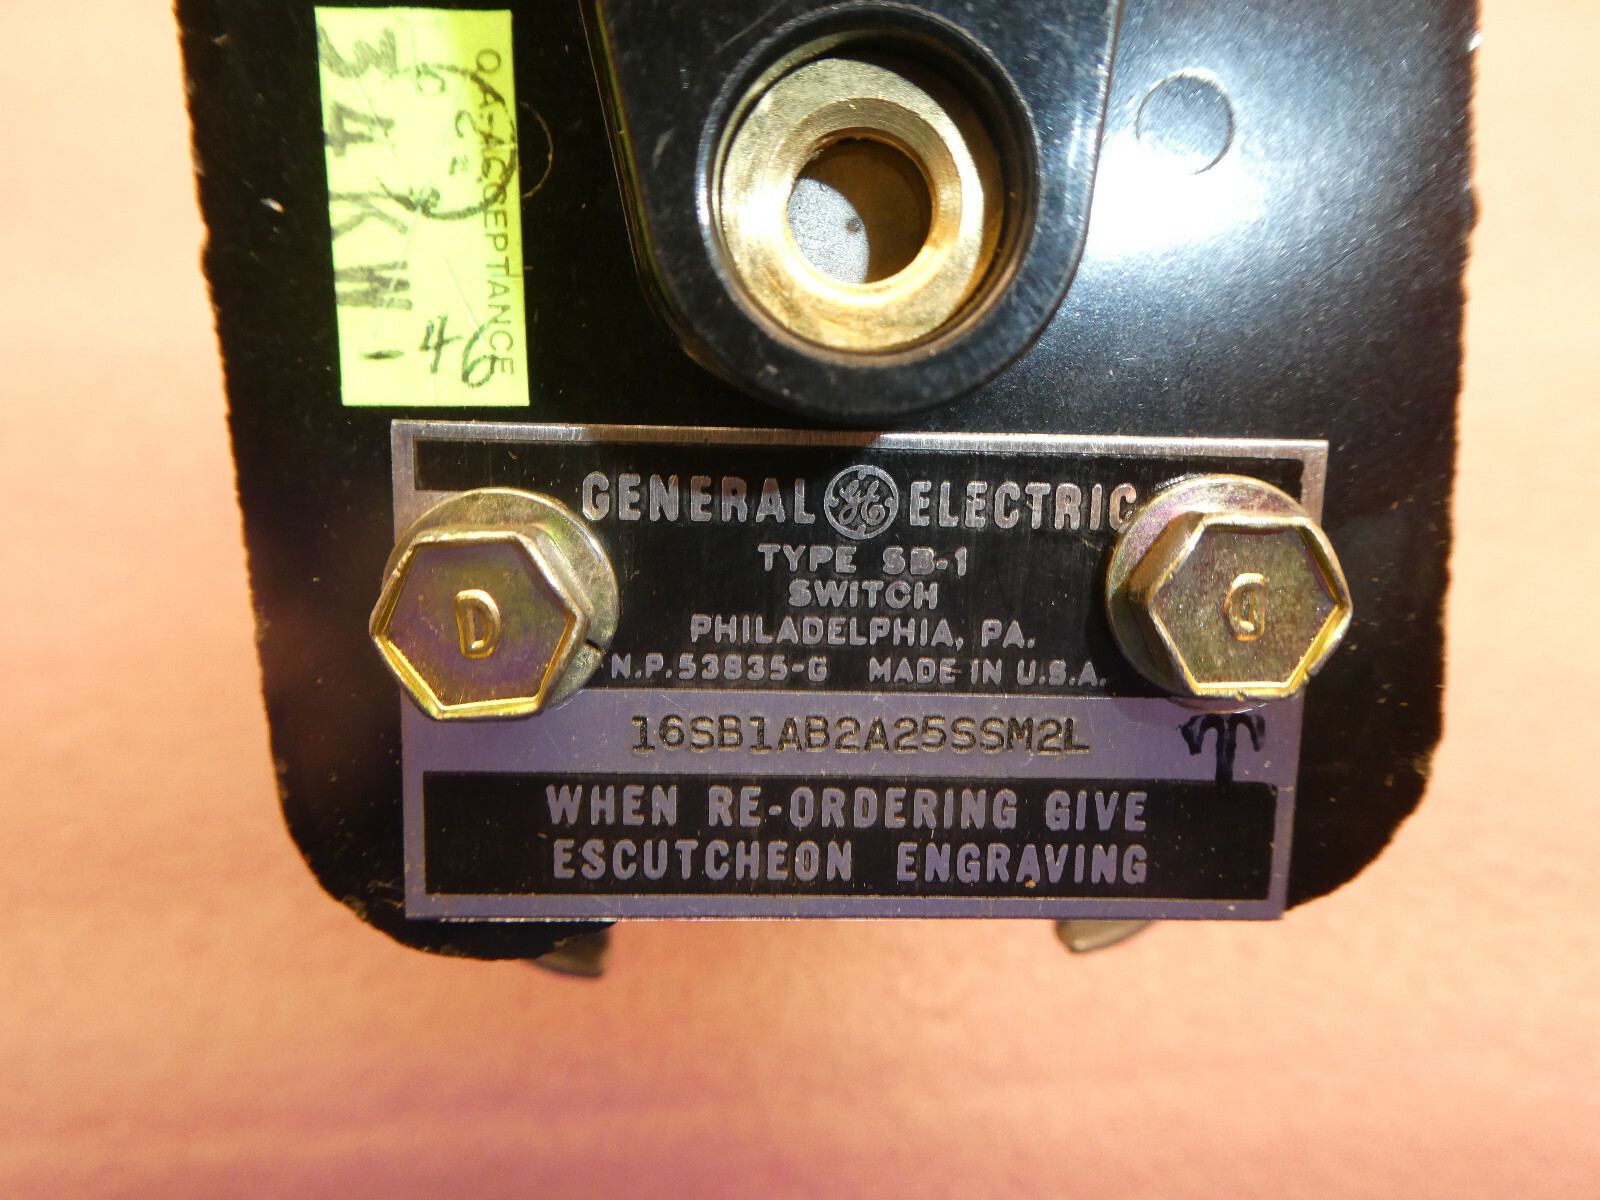 Q.A. ACCEPTANCE
34KW-46
GENERAL GE ELECTRIC
TYPE SB-1
SWITCH
PHILADELPHIA, PA.
N.P.53835-G MADE IN U.S.A.
16SB1AB2A25SSM2L
WHEN RE-ORDERING GIVE
ESCUTCHEON ENGRAVING
D
D